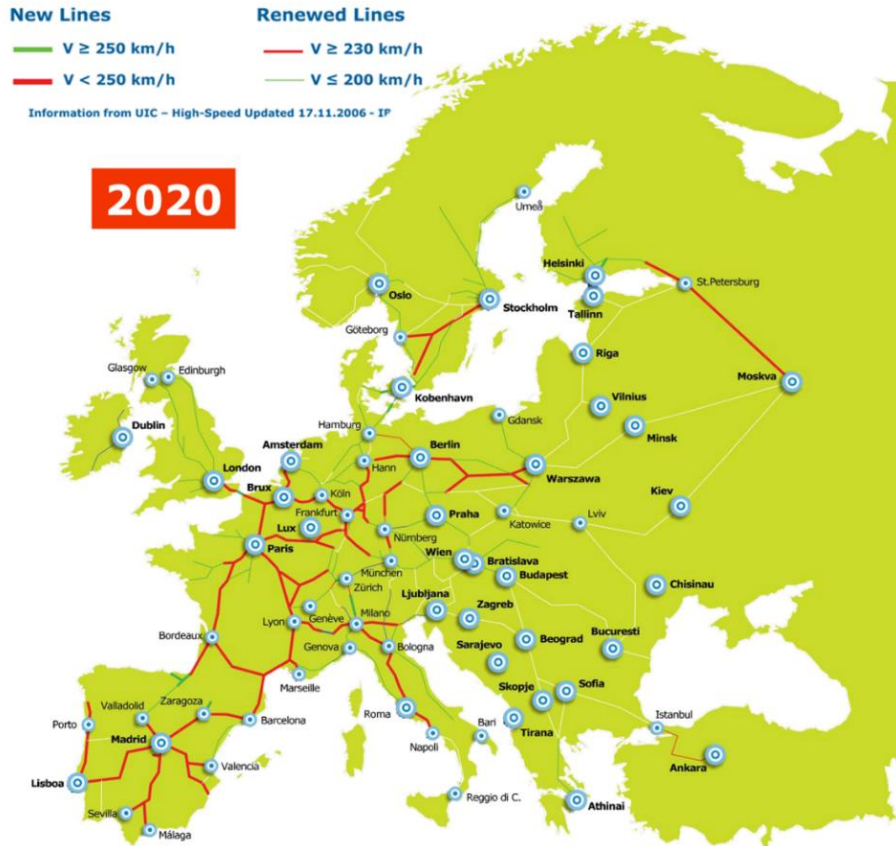 New Lines
Renewed Lines
V ≥ 250 km/h
V ≥ 230 km/h
V < 250 km/h
V ≤ 200 km/h
Information from UIC – High-Speed Updated 17.11.2006 -
2020
Umeå
Helsinki
Oslo
Stockholm
Tallinn
St.Petersburg
Göteborg
Riga
Glasgow
Edinburgh
Kobenhavn
Moskva
Vilnius
Gdansk
Minsk
Dublin
Hamburg
Amsterdam
Berlin
London
Hann
Warszawa
Brux
Köln
Kiev
Frankfurt
Lux
Praha
Katowice
Lviv
Paris
Nürnberg
Wien
Bratislava
München
Budapest
Chisinau
Zürich
Ljubljana
Genève
Milano
Zagreb
Lyon
Bordeaux
Genova
Bologna
Sarajevo
Beograd
Bucuresti
Marseille
Skopje
Sofia
Valladolid
Zaragoza
Porto
Barcelona
Roma
Bari
Tirana
Istanbul
Madrid
Napoli
Valencia
Ankara
Lisboa
Reggio di C.
Athinai
Sevilla
Málaga